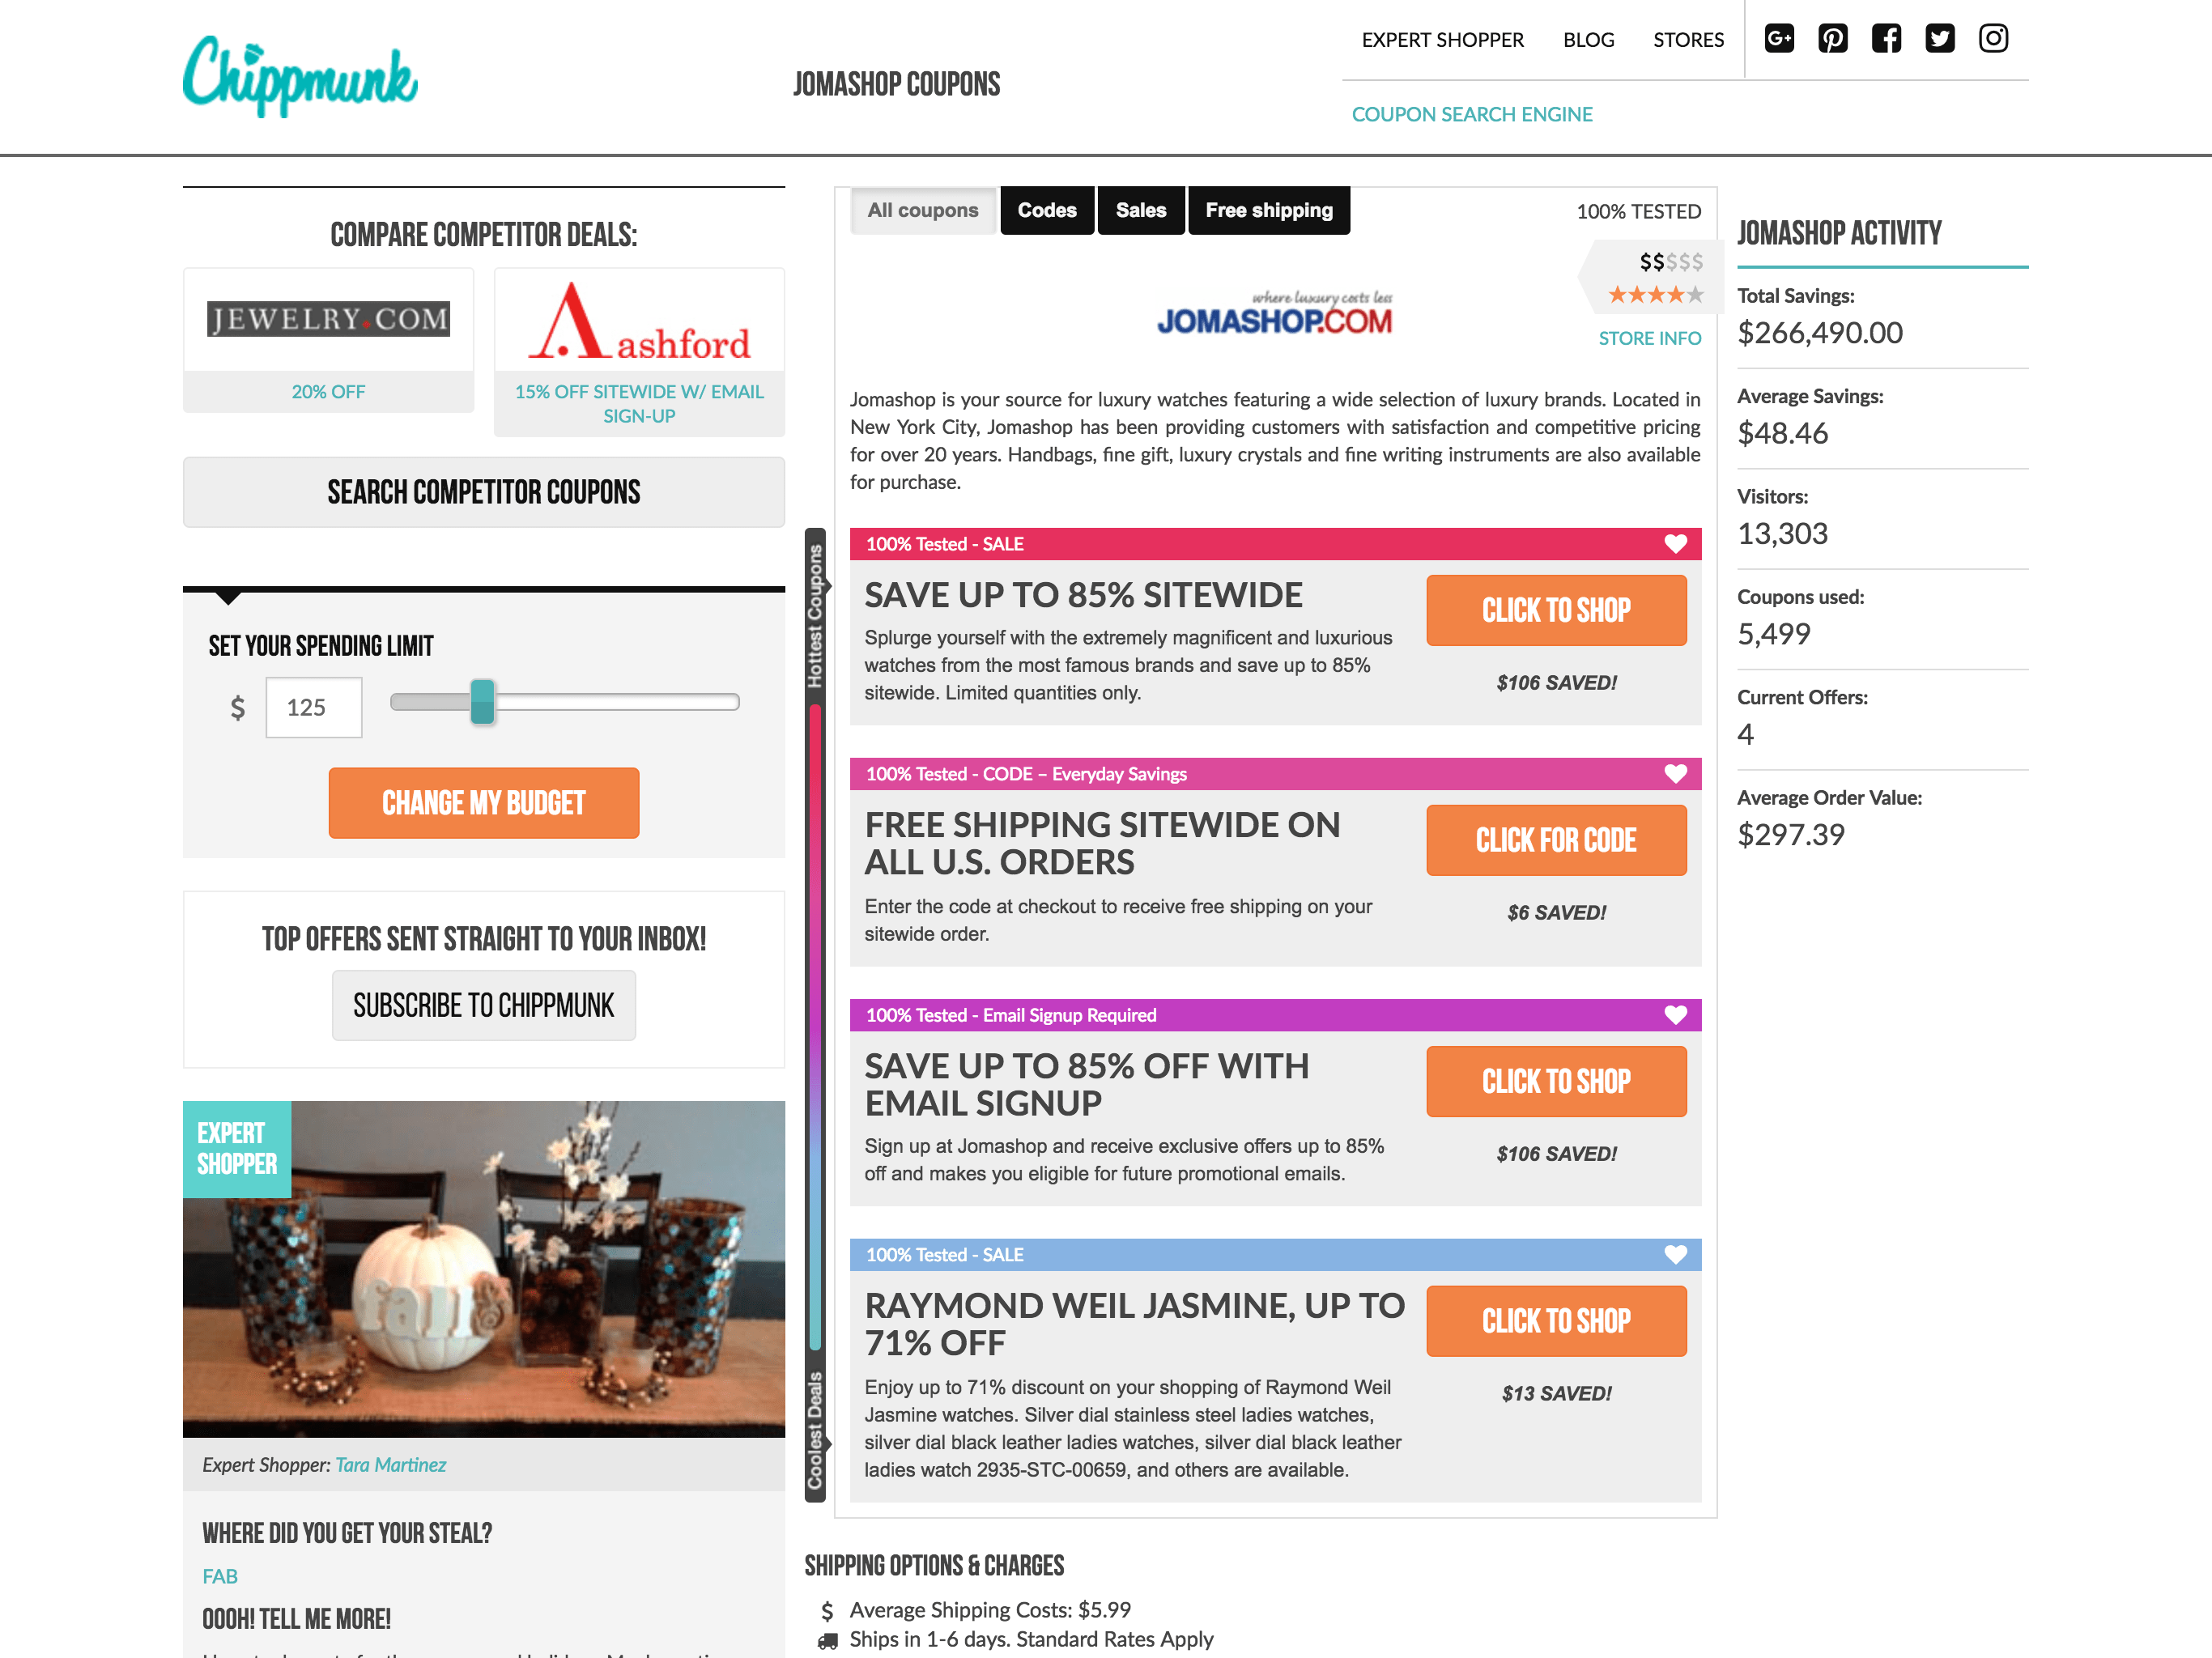 Chippmunk
JOMASHOP COUPONS
EXPERT SHOPPER
BLOG
STORES
G+
COUPON SEARCH ENGINE
COMPARE COMPETITOR DEALS:
JEWELRY.COM
20% OFF
Aashford
15% OFF SITEWIDE W/ EMAIL
SIGN-UP
SEARCH COMPETITOR COUPONS
SET YOUR SPENDING LIMIT
$ 125
CHANGE MY BUDGET
TOP OFFERS SENT STRAIGHT TO YOUR INBOX!
SUBSCRIBE TO CHIPPMUNK
EXPERT
SHOPPER
fall
Expert Shopper: Tara Martinez
WHERE DID YOU GET YOUR STEAL?
FAB
OOOH! TELL ME MORE!
Hottest Coupons
Coolest Deals
All coupons
Codes
Sales
Free shipping
100% TESTED
$$$$$
STORE INFO
where luxury costs less
JOMASHOP.COM
Jomashop is your source for luxury watches featuring a wide selection of luxury brands. Located in
New York City, Jomashop has been providing customers with satisfaction and competitive pricing
for over 20 years. Handbags, fine gift, luxury crystals and fine writing instruments are also available
for purchase.
100% Tested - SALE
SAVE UP TO 85% SITEWIDE
Splurge yourself with the extremely magnificent and luxurious
watches from the most famous brands and save up to 85%
sitewide. Limited quantities only.
CLICK TO SHOP
$106 SAVED!
100% Tested - CODE – Everyday Savings
FREE SHIPPING SITEWIDE ON
ALL U.S. ORDERS
Enter the code at checkout to receive free shipping on your
sitewide order.
CLICK FOR CODE
$6 SAVED!
100% Tested - Email Signup Required
SAVE UP TO 85% OFF WITH
EMAIL SIGNUP
Sign up at Jomashop and receive exclusive offers up to 85%
off and makes you eligible for future promotional emails.
CLICK TO SHOP
$106 SAVED!
100% Tested - SALE
RAYMOND WEIL JASMINE, UP TO
71% OFF
Enjoy up to 71% discount on your shopping of Raymond Weil
Jasmine watches. Silver dial stainless steel ladies watches,
silver dial black leather ladies watches, silver dial black leather
ladies watch 2935-STC-00659, and others are available.
CLICK TO SHOP
$13 SAVED!
SHIPPING OPTIONS & CHARGES
$ Average Shipping Costs: $5.99
Ships in 1-6 days. Standard Rates Apply
JOMASHOP ACTIVITY
Total Savings:
$266,490.00
Average Savings:
$48.46
Visitors:
13,303
Coupons used:
5,499
Current Offers:
4
Average Order Value:
$297.39